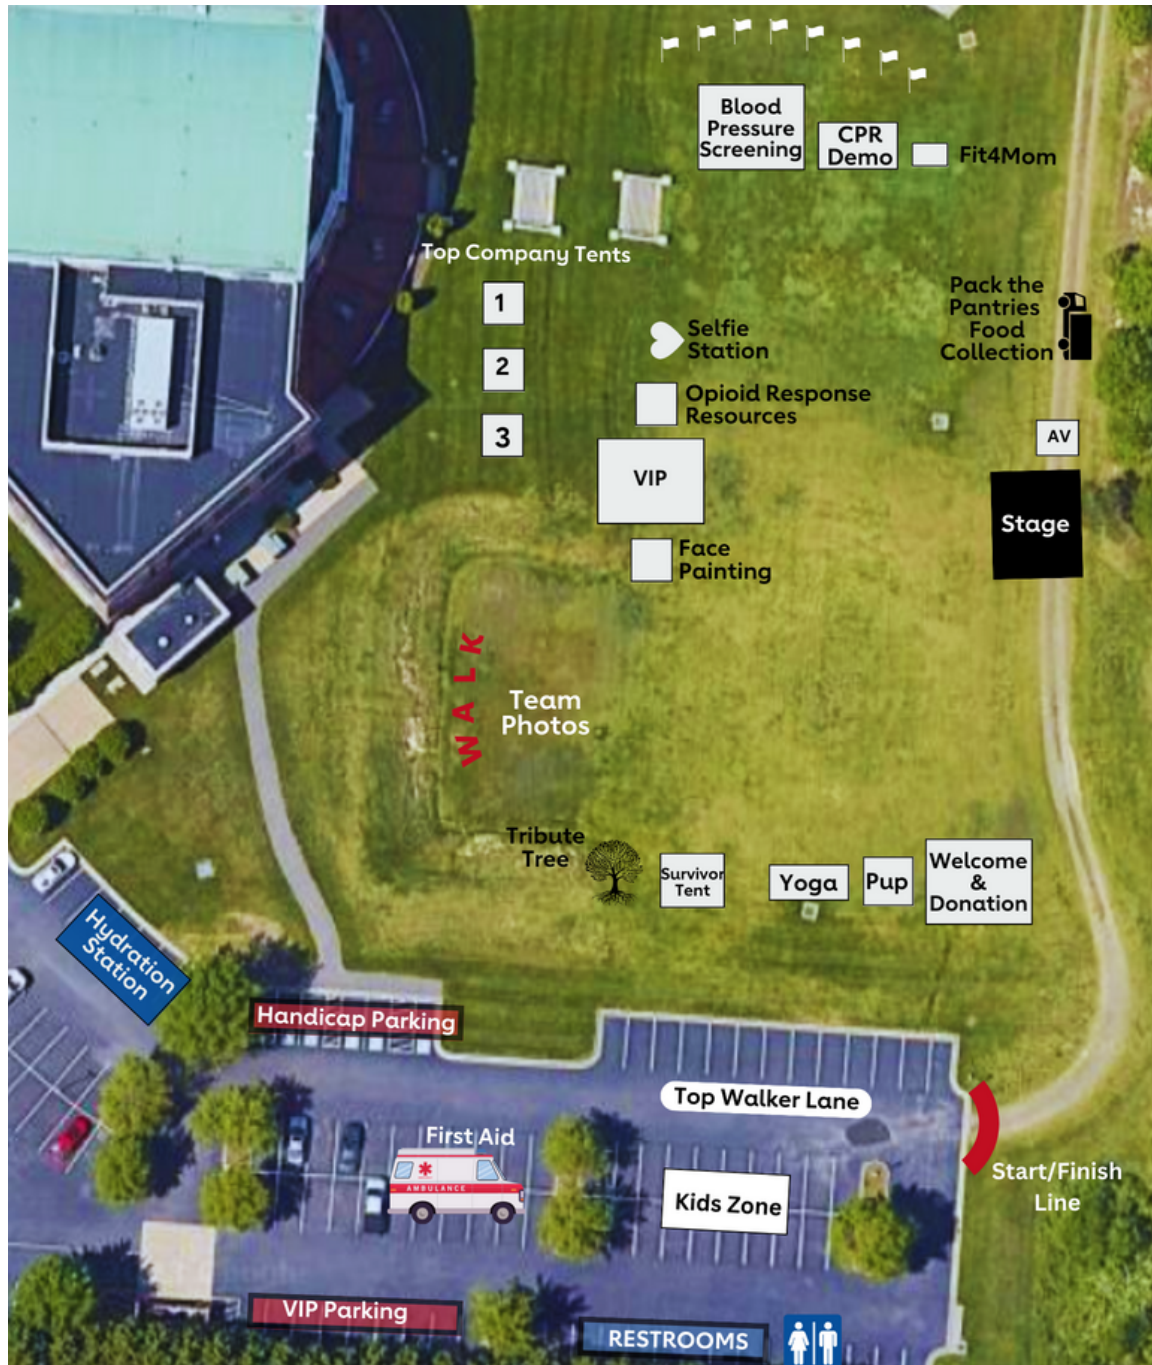 Blood
Pressure
Screening
CPR
Demo
Fit4Mom
Top Company Tents
1
2
3
Selfie
Station
Pack the
Pantries
Food
Collection
Opioid Response
Resources
AV
VIP
Stage
Face
Painting
WALK
Team
Photos
Tribute
Tree
Survivor
Tent
Yoga
Pup
Welcome
&
Donation
Hydration
Station
Handicap Parking
Top Walker Lane
First Aid
AMBULANCE
Kids Zone
Start/Finish
Line
VIP Parking
RESTROOMS